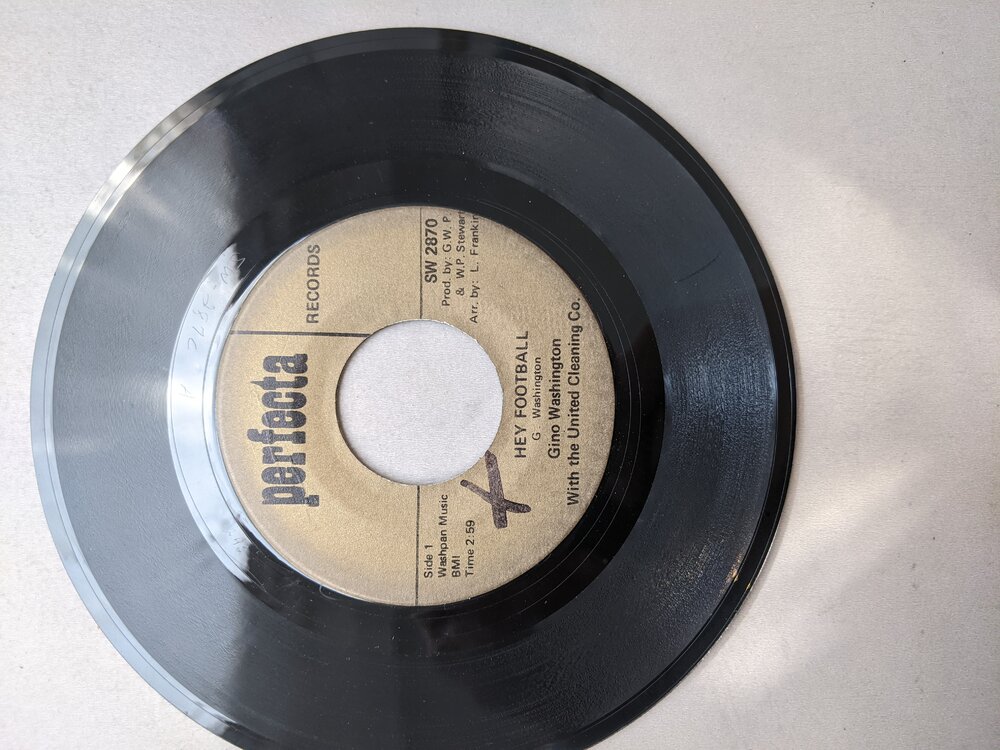 perfecta
RECORDS
Side 1
Washpan Music
BMI
Time 2:59
SW 2870
Prod. by: G.W. P.
& W.P. Stewart
Arr. by: L. Franklin
HEY FOOTBALL
G Washington
Gino Washington
With the United Cleaning Co.
X